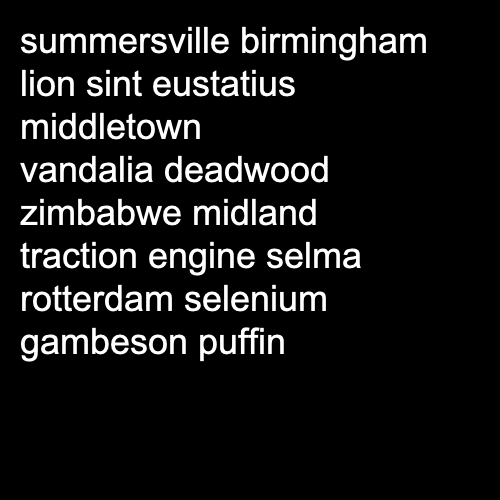 summersville birmingham
lion sint eustatius
middletown
vandalia deadwood
zimbabwe midland
traction engine selma
rotterdam selenium
gambeson puffin